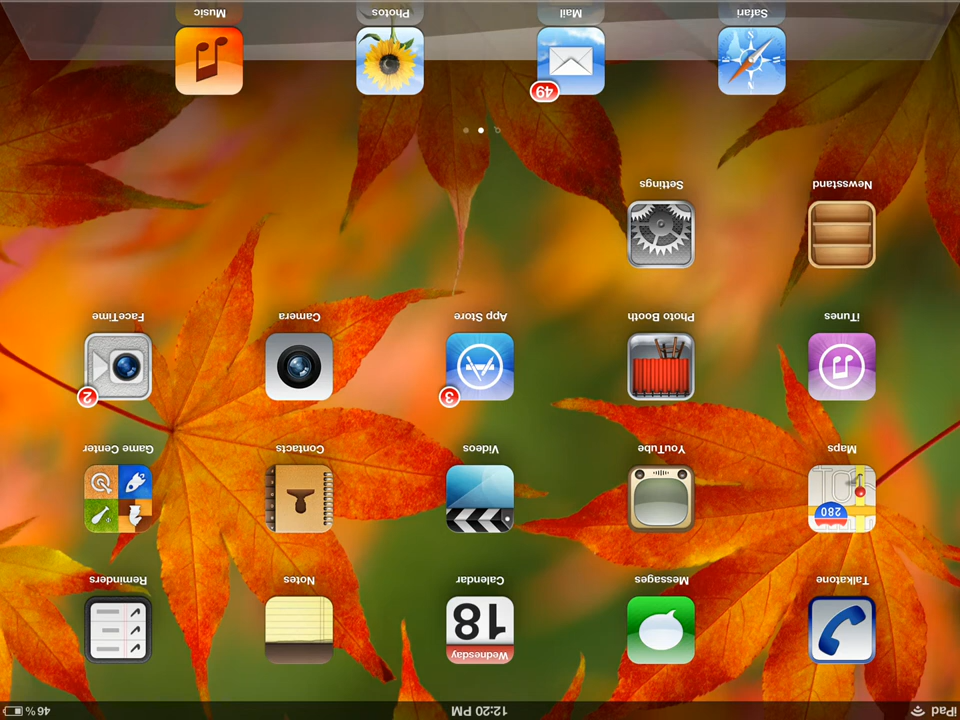 iPad 12:20 PM 46 %
Wednesday
18
Talkatone Messages Calendar Notes Reminders
280
Maps YouTube Videos Contacts Game Center
3 2
iTunes Photo Booth App Store Camera FaceTime
Newsstand Settings
49
Safari Mail Photos Music